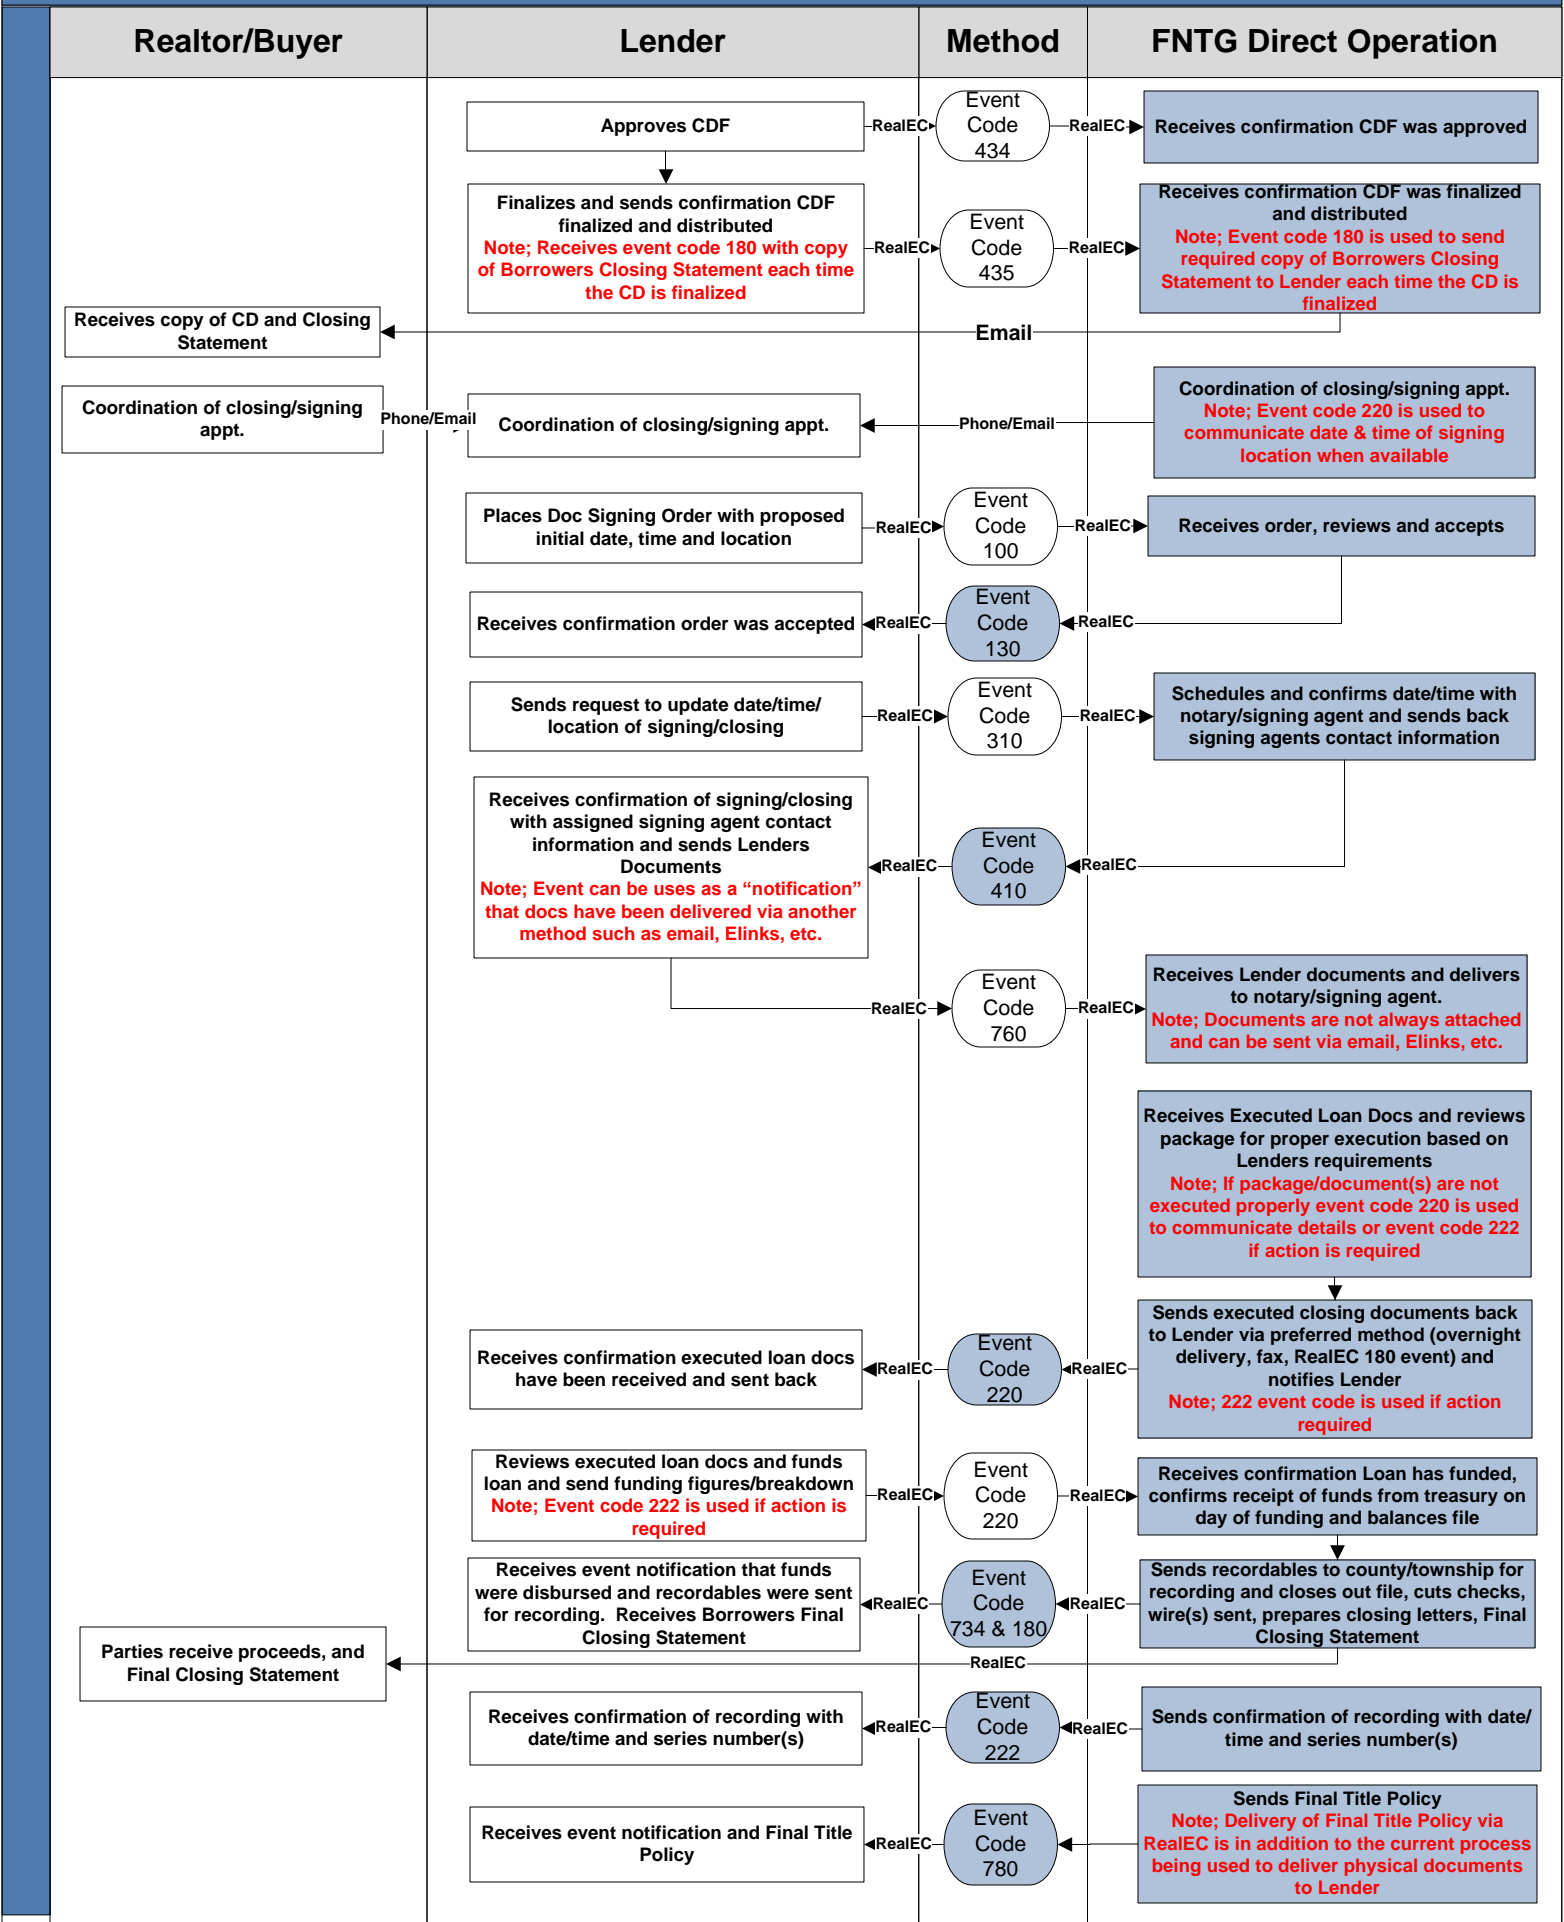 Realtor/Buyer
Lender
Method
FNTG Direct Operation
Approves CDF
RealEC
Event
Code
434
RealEC
Receives confirmation CDF was approved
Finalizes and sends confirmation CDF
finalized and distributed
Note; Receives event code 180 with copy
of Borrowers Closing Statement each time
the CD is finalized
RealEC
Event
Code
435
RealEC
Receives confirmation CDF was finalized
and distributed
Note; Event code 180 is used to send
required copy of Borrowers Closing
Statement to Lender each time the CD is
finalized
Receives copy of CD and Closing
Statement
Email
Coordination of closing/signing
appt.
Phone/Email
Coordination of closing/signing appt.
Phone/Email
Coordination of closing/signing appt.
Note; Event code 220 is used to
communicate date & time of signing
location when available
Places Doc Signing Order with proposed
initial date, time and location
RealEC
Event
Code
100
RealEC
Receives order, reviews and accepts
Receives confirmation order was accepted
RealEC
Event
Code
130
RealEC
Sends request to update date/time/
location of signing/closing
RealEC
Event
Code
310
RealEC
Schedules and confirms date/time with
notary/signing agent and sends back
signing agents contact information
Receives confirmation of signing/closing
with assigned signing agent contact
information and sends Lenders
Documents
Note; Event can be uses as a “notification”
that docs have been delivered via another
method such as email, Elinks, etc.
RealEC
Event
Code
410
RealEC
RealEC
Event
Code
760
RealEC
Receives Lender documents and delivers
to notary/signing agent.
Note; Documents are not always attached
and can be sent via email, Elinks, etc.
Receives Executed Loan Docs and reviews
package for proper execution based on
Lenders requirements
Note; If package/document(s) are not
executed properly event code 220 is used
to communicate details or event code 222
if action is required
Receives confirmation executed loan docs
have been received and sent back
RealEC
Event
Code
220
RealEC
Sends executed closing documents back
to Lender via preferred method (overnight
delivery, fax, RealEC 180 event) and
notifies Lender
Note; 222 event code is used if action
required
Reviews executed loan docs and funds
loan and send funding figures/breakdown
Note; Event code 222 is used if action is
required
RealEC
Event
Code
220
RealEC
Receives confirmation Loan has funded,
confirms receipt of funds from treasury on
day of funding and balances file
Receives event notification that funds
were disbursed and recordables were sent
for recording.  Receives Borrowers Final
Closing Statement
RealEC
Event
Code
734 & 180
RealEC
Sends recordables to county/township for
recording and closes out file, cuts checks,
wire(s) sent, prepares closing letters, Final
Closing Statement
Parties receive proceeds, and
Final Closing Statement
RealEC
Receives confirmation of recording with
date/time and series number(s)
RealEC
Event
Code
222
RealEC
Sends confirmation of recording with date/
time and series number(s)
Receives event notification and Final Title
Policy
RealEC
Event
Code
780
Sends Final Title Policy
Note; Delivery of Final Title Policy via
RealEC is in addition to the current process
being used to deliver physical documents
to Lender